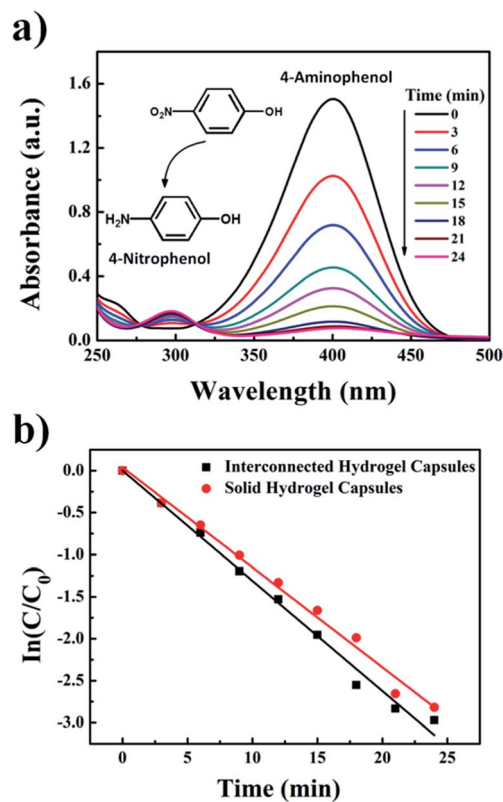 a)
4-Aminophenol
Time (min)
0
3
6
9
12
15
18
21
24
O₂N
OH
H₂N
OH
4-Nitrophenol
1.6
1.2
0.8
0.4
0.0
Absorbance (a.u.)
250 300 350 400 450 500
Wavelength (nm)
b)
Interconnected Hydrogel Capsules
Solid Hydrogel Capsules
0.0
-0.5
-1.0
-1.5
-2.0
-2.5
-3.0
In(C/C₀)
0 5 10 15 20 25
Time (min)